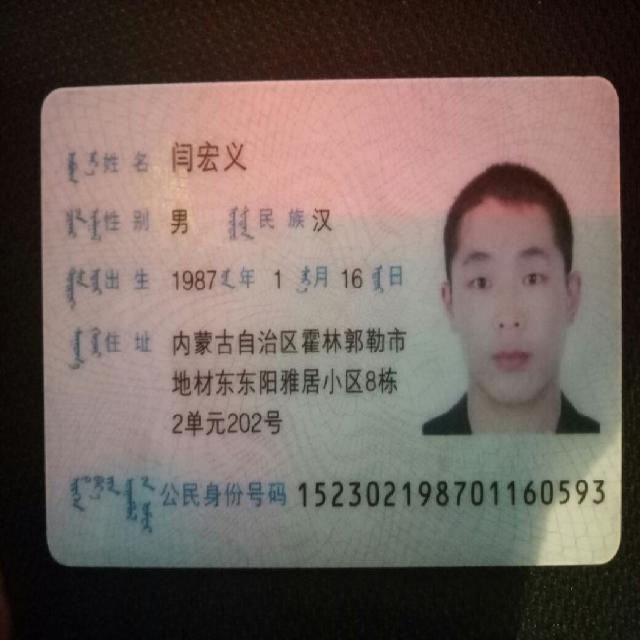 姓名 闫宏义
性别 男 民族 汉
出生 1987 年 1 月 16 日
住址 内蒙古自治区霍林郭勒市
地材东东阳雅居小区8栋
2单元202号
公民身份号码 152302198701160593